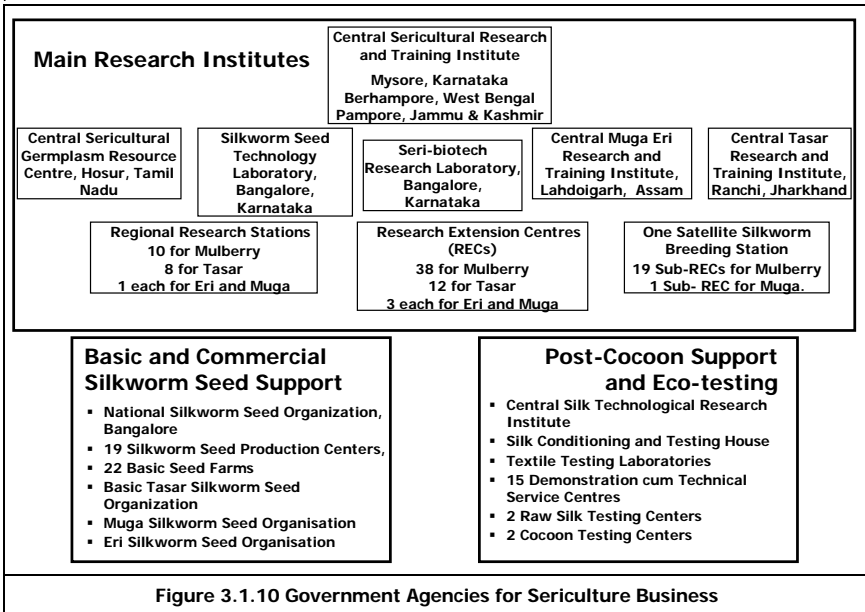 Main Research Institutes
Central Sericultural Research
and Training Institute
Mysore, Karnataka
Berhampore, West Bengal
Pampore, Jammu & Kashmir
Central Sericultural
Germplasm Resource
Centre, Hosur, Tamil
Nadu
Silkworm Seed
Technology
Laboratory,
Bangalore,
Karnataka
Seri-biotech
Research Laboratory,
Bangalore,
Karnataka
Central Muga Eri
Research and
Training Institute,
Lahdoigarh, Assam
Central Tasar
Research and
Training Institute,
Ranchi, Jharkhand
Regional Research Stations
10 for Mulberry
8 for Tasar
1 each for Eri and Muga
Research Extension Centres
(RECs)
38 for Mulberry
12 for Tasar
3 each for Eri and Muga
One Satellite Silkworm
Breeding Station
19 Sub-RECs for Mulberry
1 Sub- REC for Muga.
Basic and Commercial
Silkworm Seed Support
▪ National Silkworm Seed Organization,
Bangalore
▪ 19 Silkworm Seed Production Centers,
▪ 22 Basic Seed Farms
▪ Basic Tasar Silkworm Seed
Organization
▪ Muga Silkworm Seed Organisation
▪ Eri Silkworm Seed Organisation
Post-Cocoon Support
and Eco-testing
▪ Central Silk Technological Research
Institute
▪ Silk Conditioning and Testing House
▪ Textile Testing Laboratories
▪ 15 Demonstration cum Technical
Service Centres
▪ 2 Raw Silk Testing Centers
▪ 2 Cocoon Testing Centers
Figure 3.1.10 Government Agencies for Sericulture Business